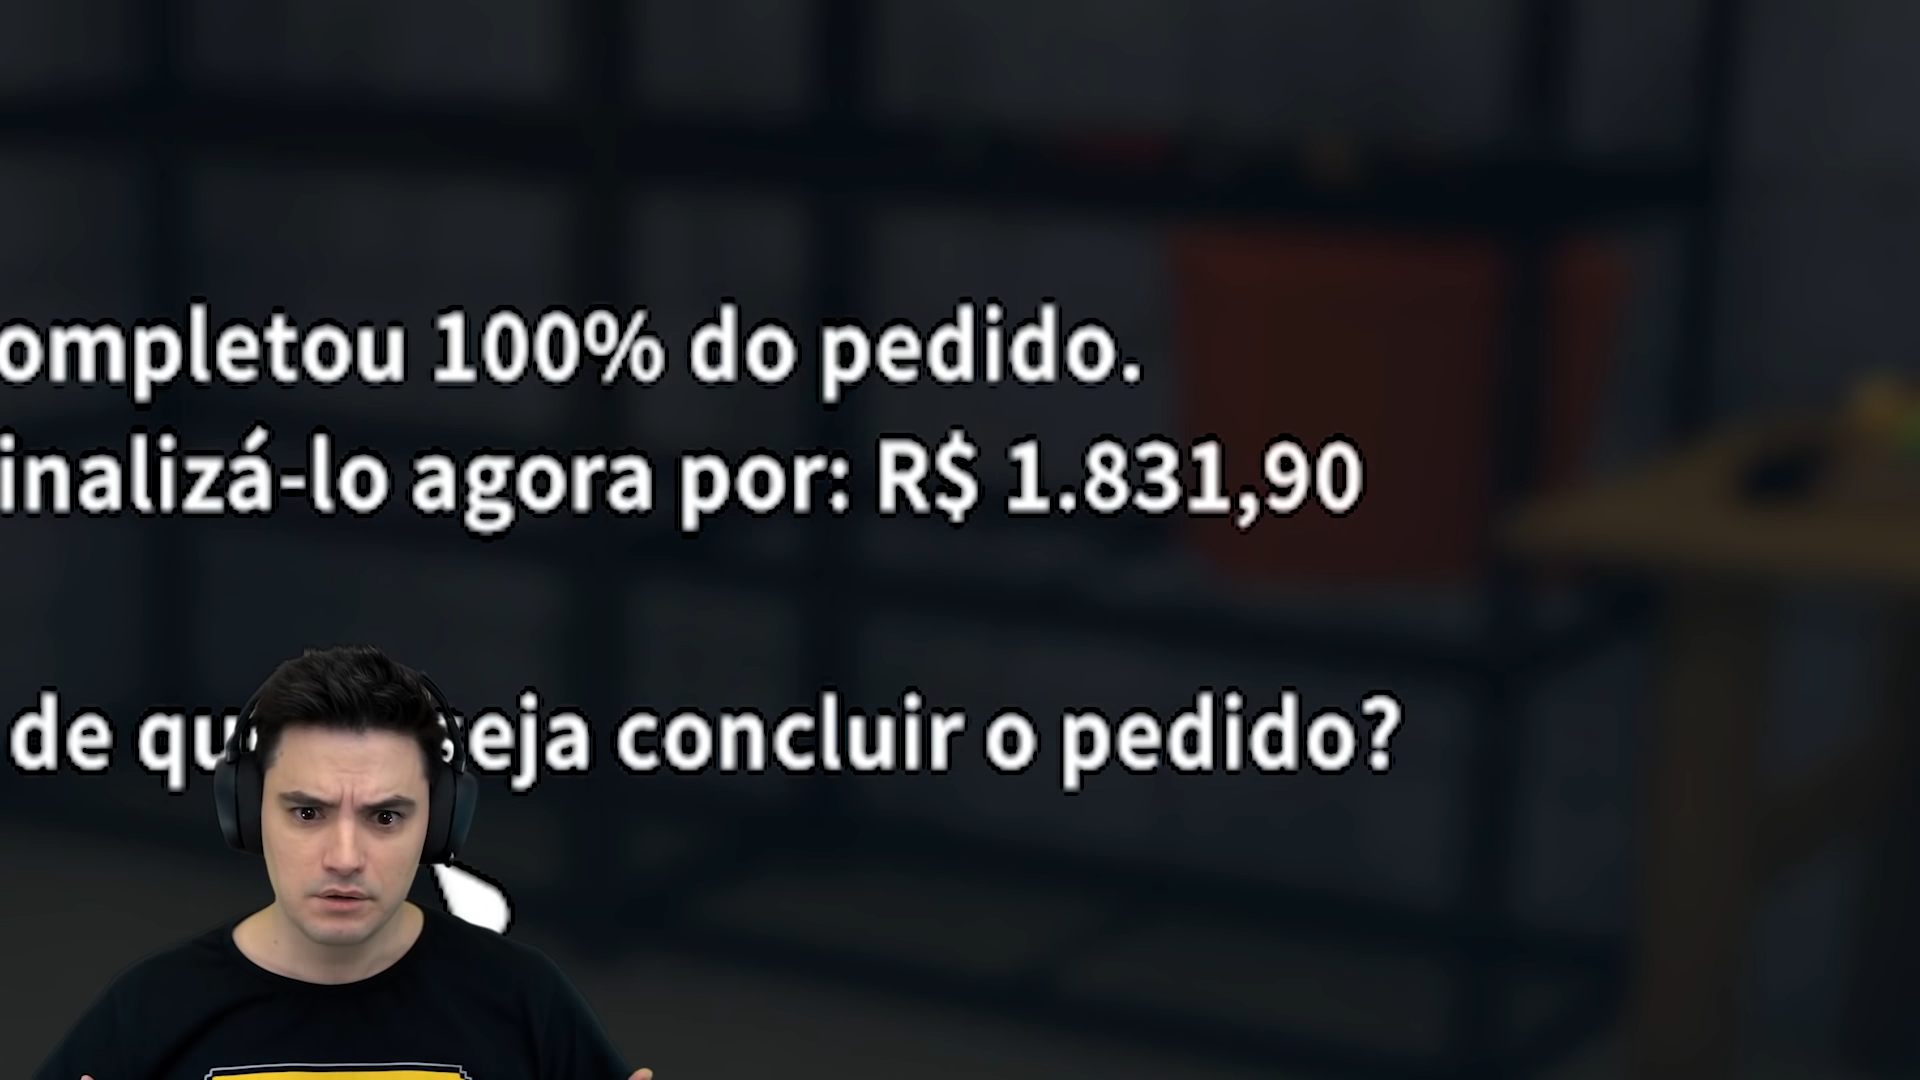 ompletou 100% do pedido.
inalizá-lo agora por: R$ 1.831,90
de qu eja concluir o pedido?